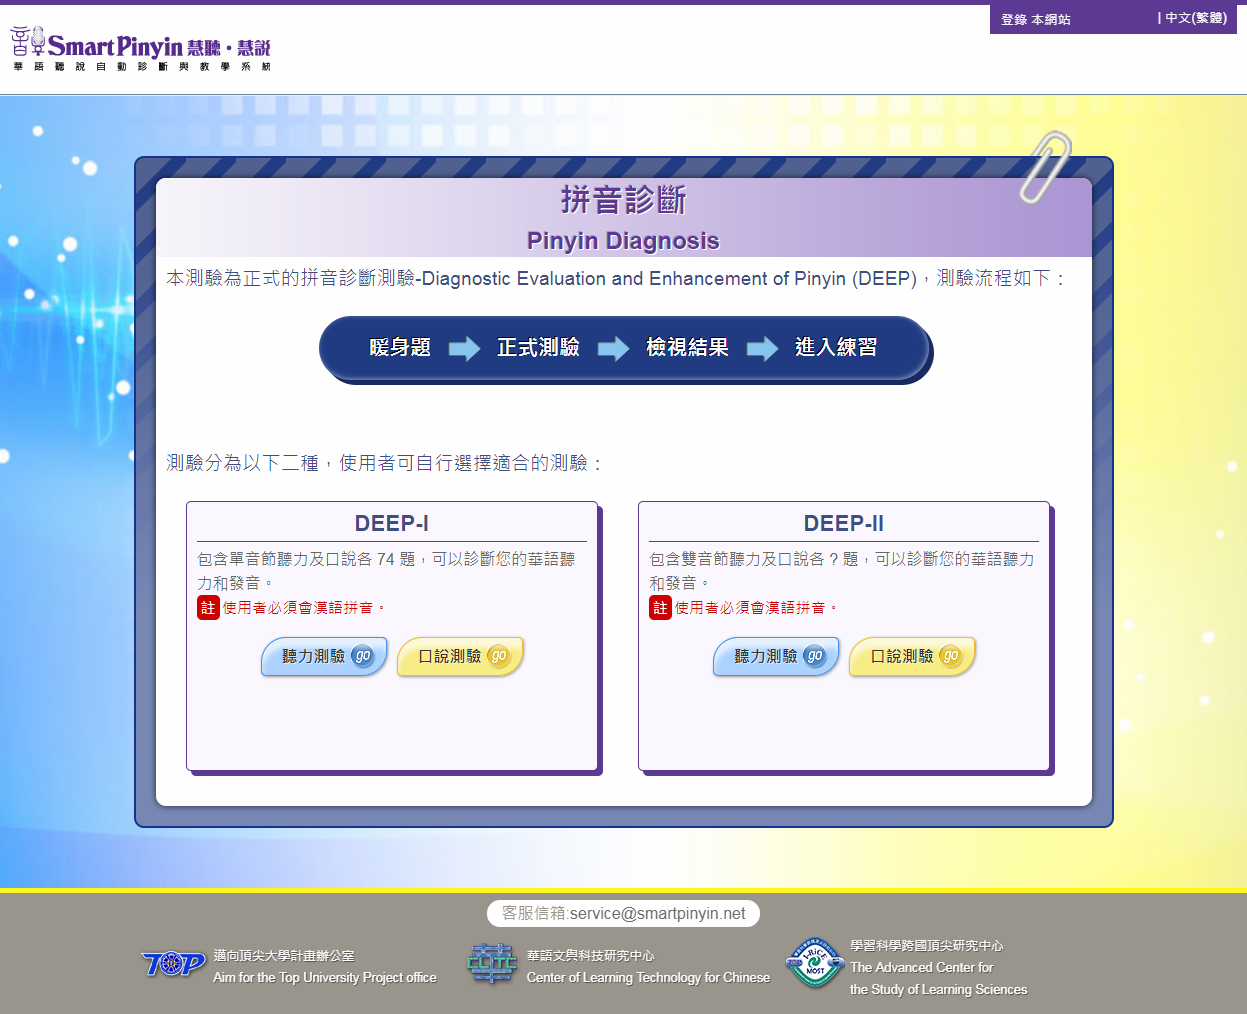 登錄 本網站
| 中文(繁體)
SmartPinyin 慧聽·慧說
華語聽說自動診斷與教學系統
拼音診斷
Pinyin Diagnosis
本測驗為正式的拼音診斷測驗-Diagnostic Evaluation and Enhancement of Pinyin (DEEP)，測驗流程如下：
暖身題 正式測驗 檢視結果 進入練習
測驗分為以下二種，使用者可自行選擇適合的測驗：
DEEP-I
包含單音節聽力及口說各 74 題，可以診斷您的華語聽
力和發音。
註 使用者必須會漢語拼音。
聽力測驗 go 口說測驗 go
DEEP-II
包含雙音節聽力及口說各 ? 題，可以診斷您的華語聽力
和發音。
註 使用者必須會漢語拼音。
聽力測驗 go 口說測驗 go
客服信箱:service@smartpinyin.net
TOP
邁向頂尖大學計畫辦公室
Aim for the Top University Project office
華語文與科技研究中心
Center of Learning Technology for Chinese
學習科學跨國頂尖研究中心
The Advanced Center for
the Study of Learning Sciences